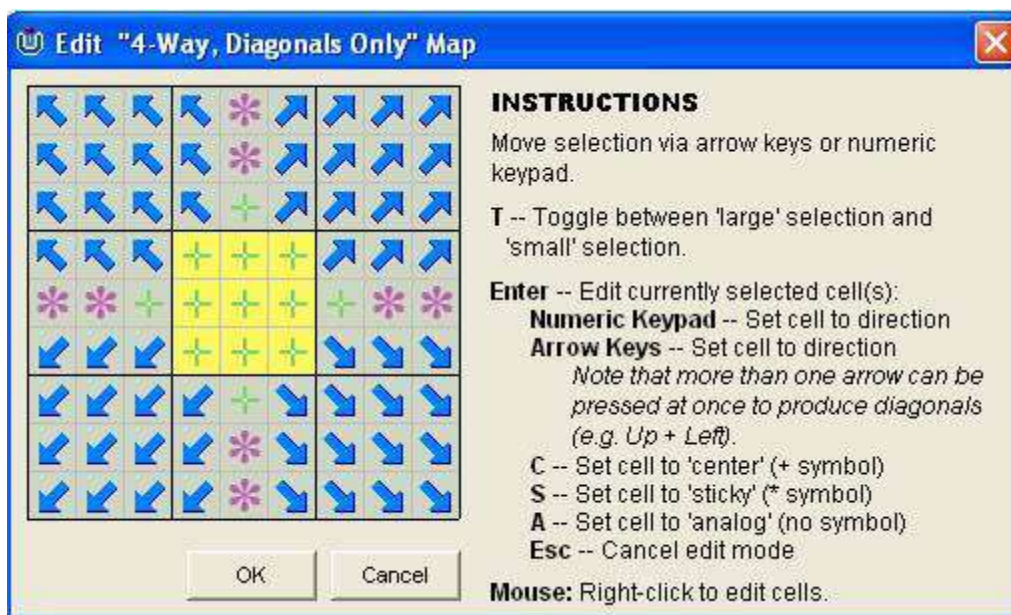 Edit "4-Way, Diagonals Only" Map
INSTRUCTIONS
Move selection via arrow keys or numeric
keypad.
T -- Toggle between 'large' selection and
'small' selection.
Enter -- Edit currently selected cell(s):
Numeric Keypad -- Set cell to direction
Arrow Keys -- Set cell to direction
Note that more than one arrow can be
pressed at once to produce diagonals
(e.g. Up + Left).
C -- Set cell to 'center' (+ symbol)
S -- Set cell to 'sticky' (* symbol)
A -- Set cell to 'analog' (no symbol)
Esc -- Cancel edit mode
Mouse: Right-click to edit cells.
OK Cancel